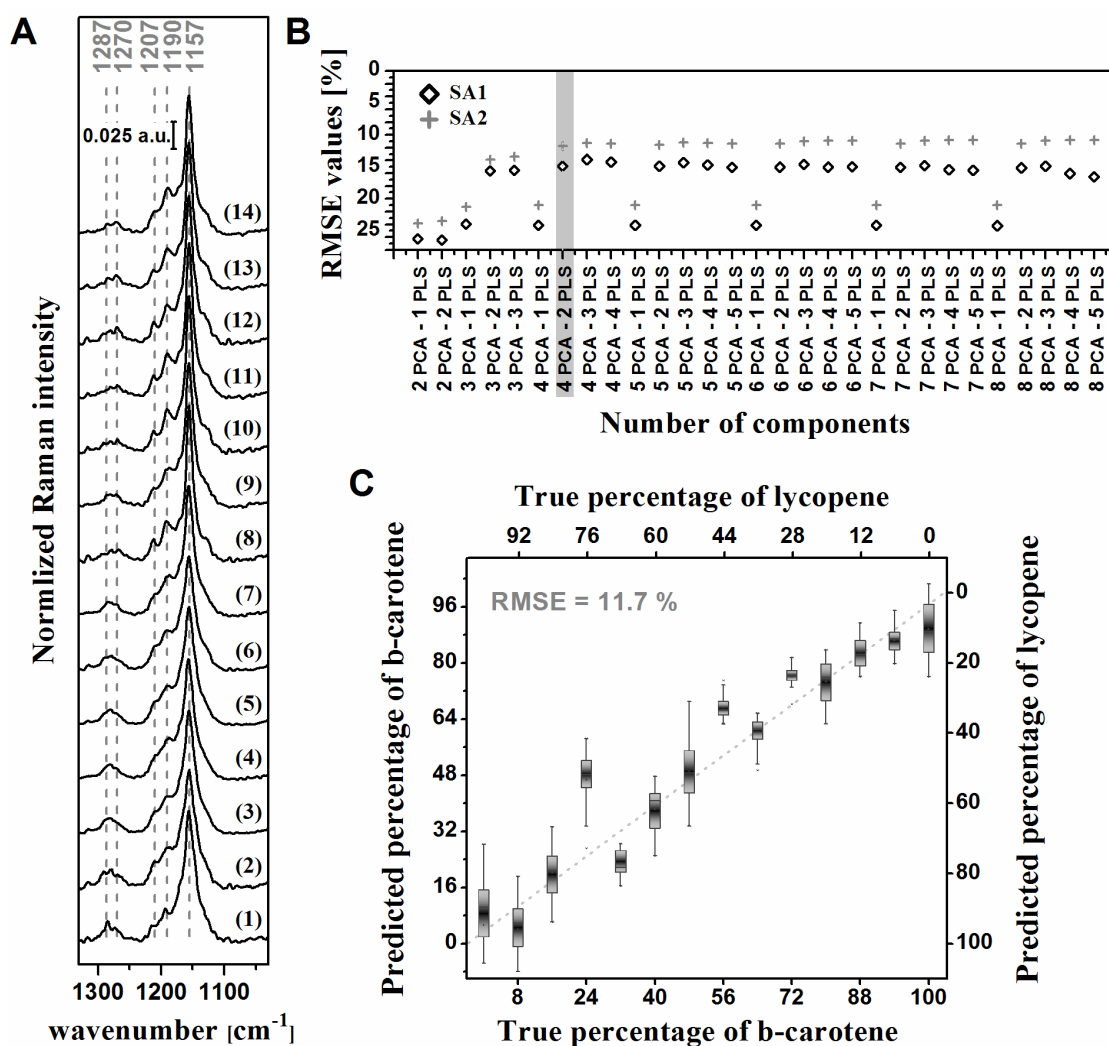 A
1287
1270
1207
1190
1157
0.025 a.u.
(14)
(13)
(12)
(11)
(10)
(9)
(8)
(7)
(6)
(5)
(4)
(3)
(2)
(1)
Normlized Raman intensity
1300 1200 1100
wavenumber [cm-1]
B
0
5
10
15
20
25
RMSE values [%]
SA1
SA2
2 PCA - 1 PLS
2 PCA - 2 PLS
3 PCA - 1 PLS
3 PCA - 2 PLS
3 PCA - 3 PLS
4 PCA - 1 PLS
4 PCA - 2 PLS
4 PCA - 3 PLS
4 PCA - 4 PLS
5 PCA - 1 PLS
5 PCA - 2 PLS
5 PCA - 3 PLS
5 PCA - 4 PLS
5 PCA - 5 PLS
6 PCA - 1 PLS
6 PCA - 2 PLS
6 PCA - 3 PLS
6 PCA - 4 PLS
6 PCA - 5 PLS
7 PCA - 1 PLS
7 PCA - 2 PLS
7 PCA - 3 PLS
7 PCA - 4 PLS
7 PCA - 5 PLS
8 PCA - 1 PLS
8 PCA - 2 PLS
8 PCA - 3 PLS
8 PCA - 4 PLS
8 PCA - 5 PLS
Number of components
C
True percentage of lycopene
92 76 60 44 28 12 0
RMSE = 11.7 %
Predicted percentage of b-carotene
96
80
64
48
32
16
0
0
20
40
60
80
100
Predicted percentage of lycopene
8 24 40 56 72 88 100
True percentage of b-carotene